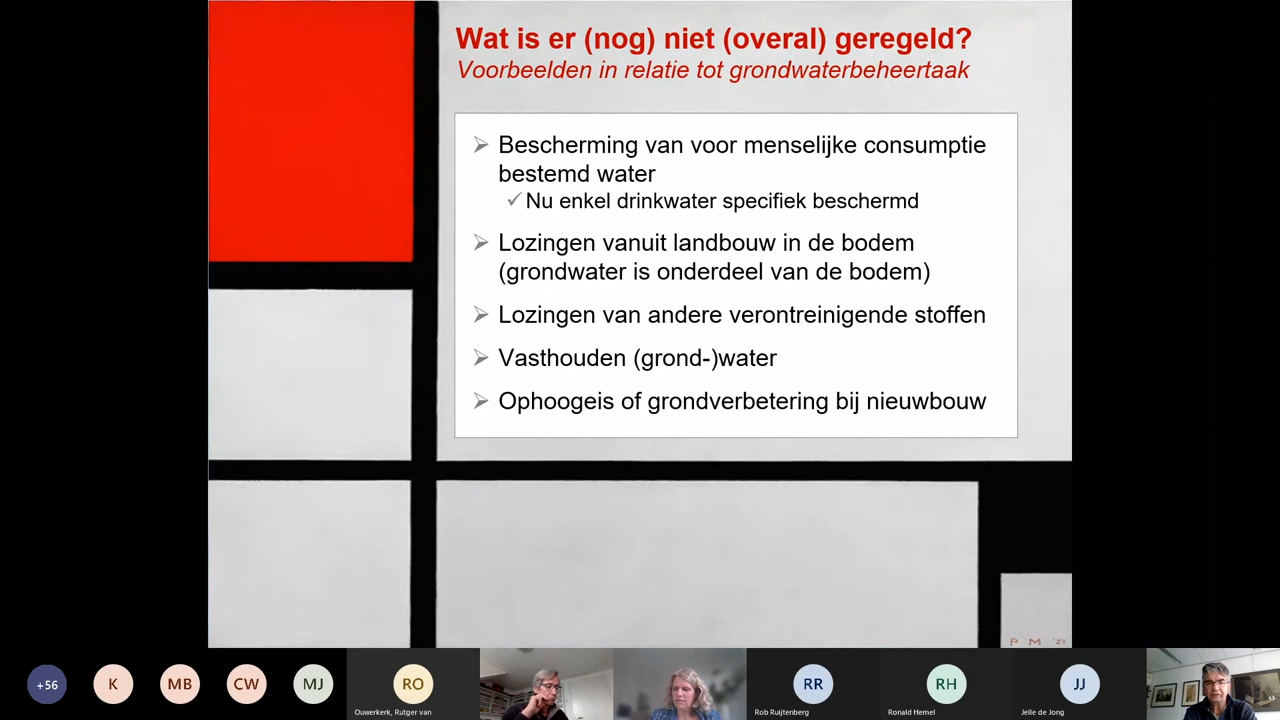 Wat is er (nog) niet (overal) geregeld?
Voorbeelden in relatie tot grondwaterbeheertaak
Bescherming van voor menselijke consumptie
bestemd water
Nu enkel drinkwater specifiek beschermd
Lozingen vanuit landbouw in de bodem
(grondwater is onderdeel van de bodem)
Lozingen van andere verontreinigende stoffen
Vasthouden (grond-)water
Ophoogeis of grondverbetering bij nieuwbouw
P M '28
+56
K
MB
CW
MJ
RO
Ouwerkerk, Rutger van
RR
Rob Ruijtenberg
RH
Ronald Hemel
JJ
Jelle de Jong